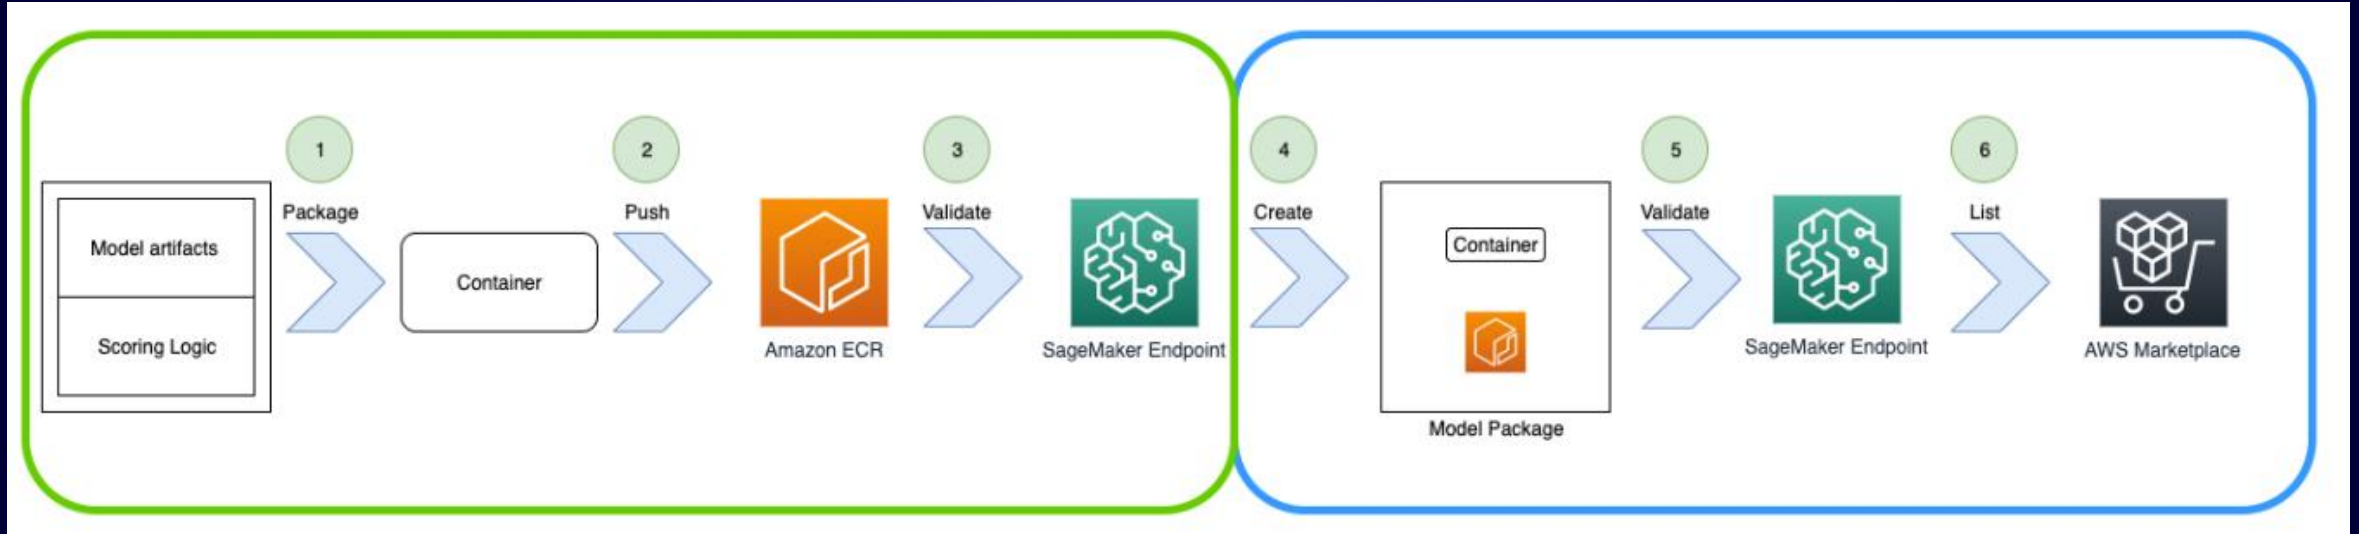 1
Package
Model artifacts
Scoring Logic
Container
2
Push
Amazon ECR
3
Validate
SageMaker Endpoint
4
Create
Container
Model Package
5
Validate
SageMaker Endpoint
6
List
AWS Marketplace